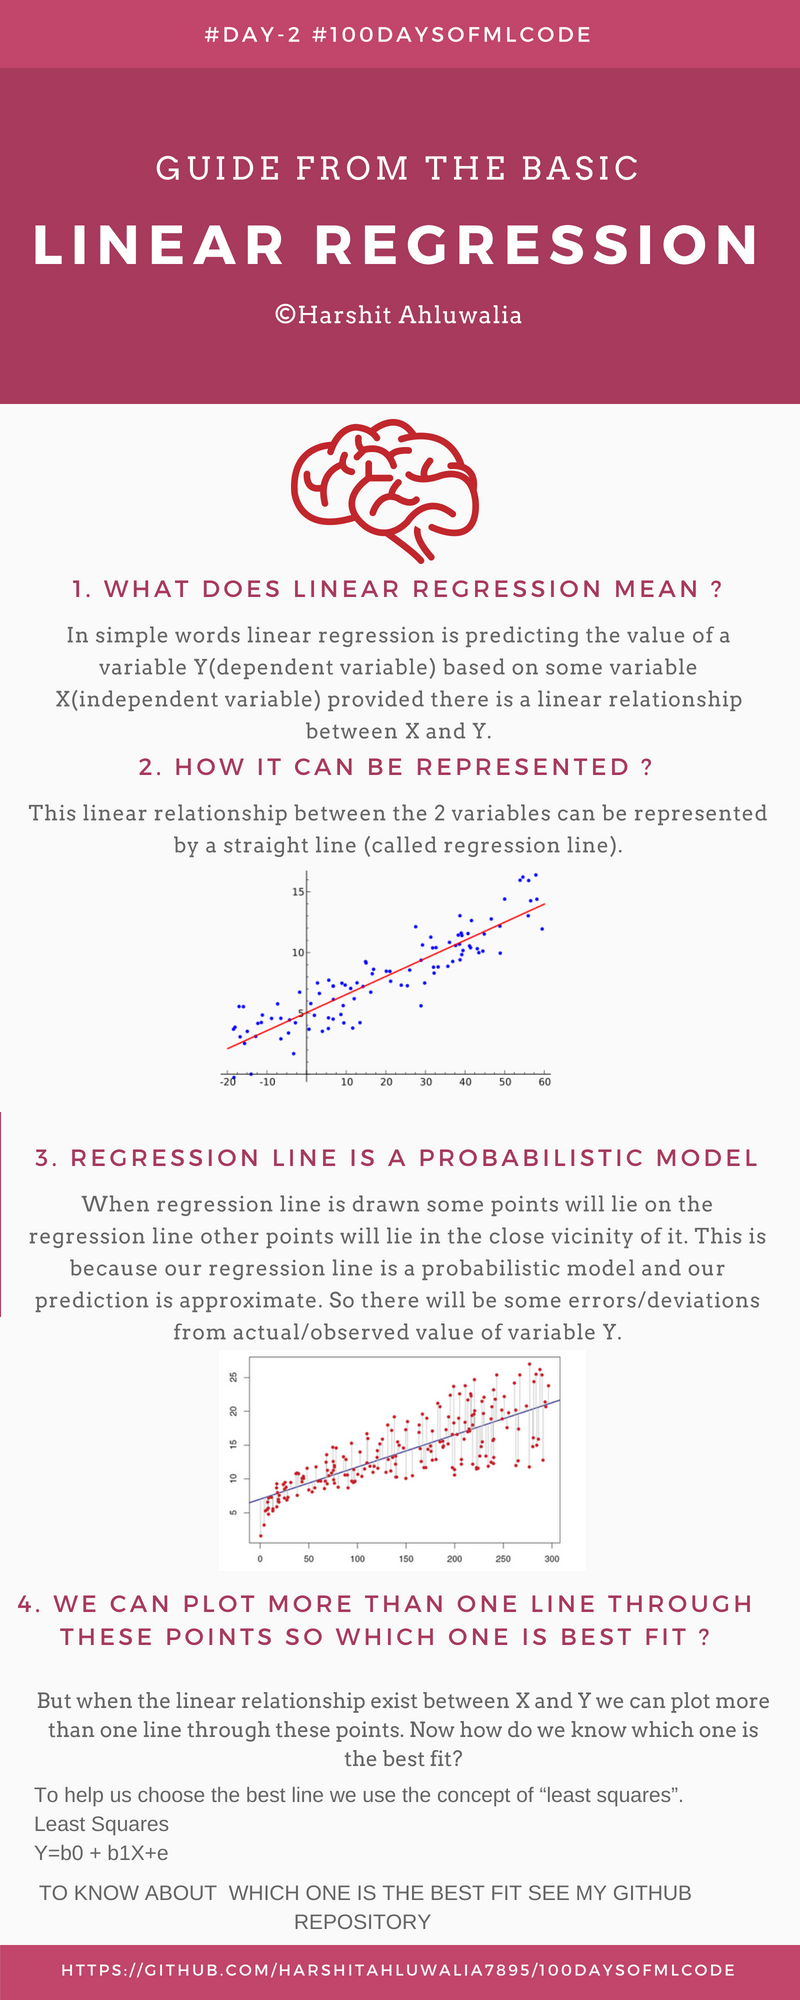 #DAY-2 #100DAYSOFMLCODE
GUIDE FROM THE BASIC
LINEAR REGRESSION
©Harshit Ahluwalia
1. WHAT DOES LINEAR REGRESSION MEAN ?
In simple words linear regression is predicting the value of a
variable Y(dependent variable) based on some variable
X(independent variable) provided there is a linear relationship
between X and Y.
2. HOW IT CAN BE REPRESENTED ?
This linear relationship between the 2 variables can be represented
by a straight line (called regression line).
15
10
5
-20 -10 10 20 30 40 50 60
3. REGRESSION LINE IS A PROBABILISTIC MODEL
When regression line is drawn some points will lie on the
regression line other points will lie in the close vicinity of it. This is
because our regression line is a probabilistic model and our
prediction is approximate. So there will be some errors/deviations
from actual/observed value of variable Y.
25
20
15
10
5
0 50 100 150 200 250 300
4. WE CAN PLOT MORE THAN ONE LINE THROUGH
THESE POINTS SO WHICH ONE IS BEST FIT ?
But when the linear relationship exist between X and Y we can plot more
than one line through these points. Now how do we know which one is
the best fit?
To help us choose the best line we use the concept of “least squares”.
Least Squares
Y=b0 + b1X+e
TO KNOW ABOUT  WHICH ONE IS THE BEST FIT SEE MY GITHUB
REPOSITORY
HTTPS://GITHUB.COM/HARSHITAHLUWALIA7895/100DAYSOFMLCODE